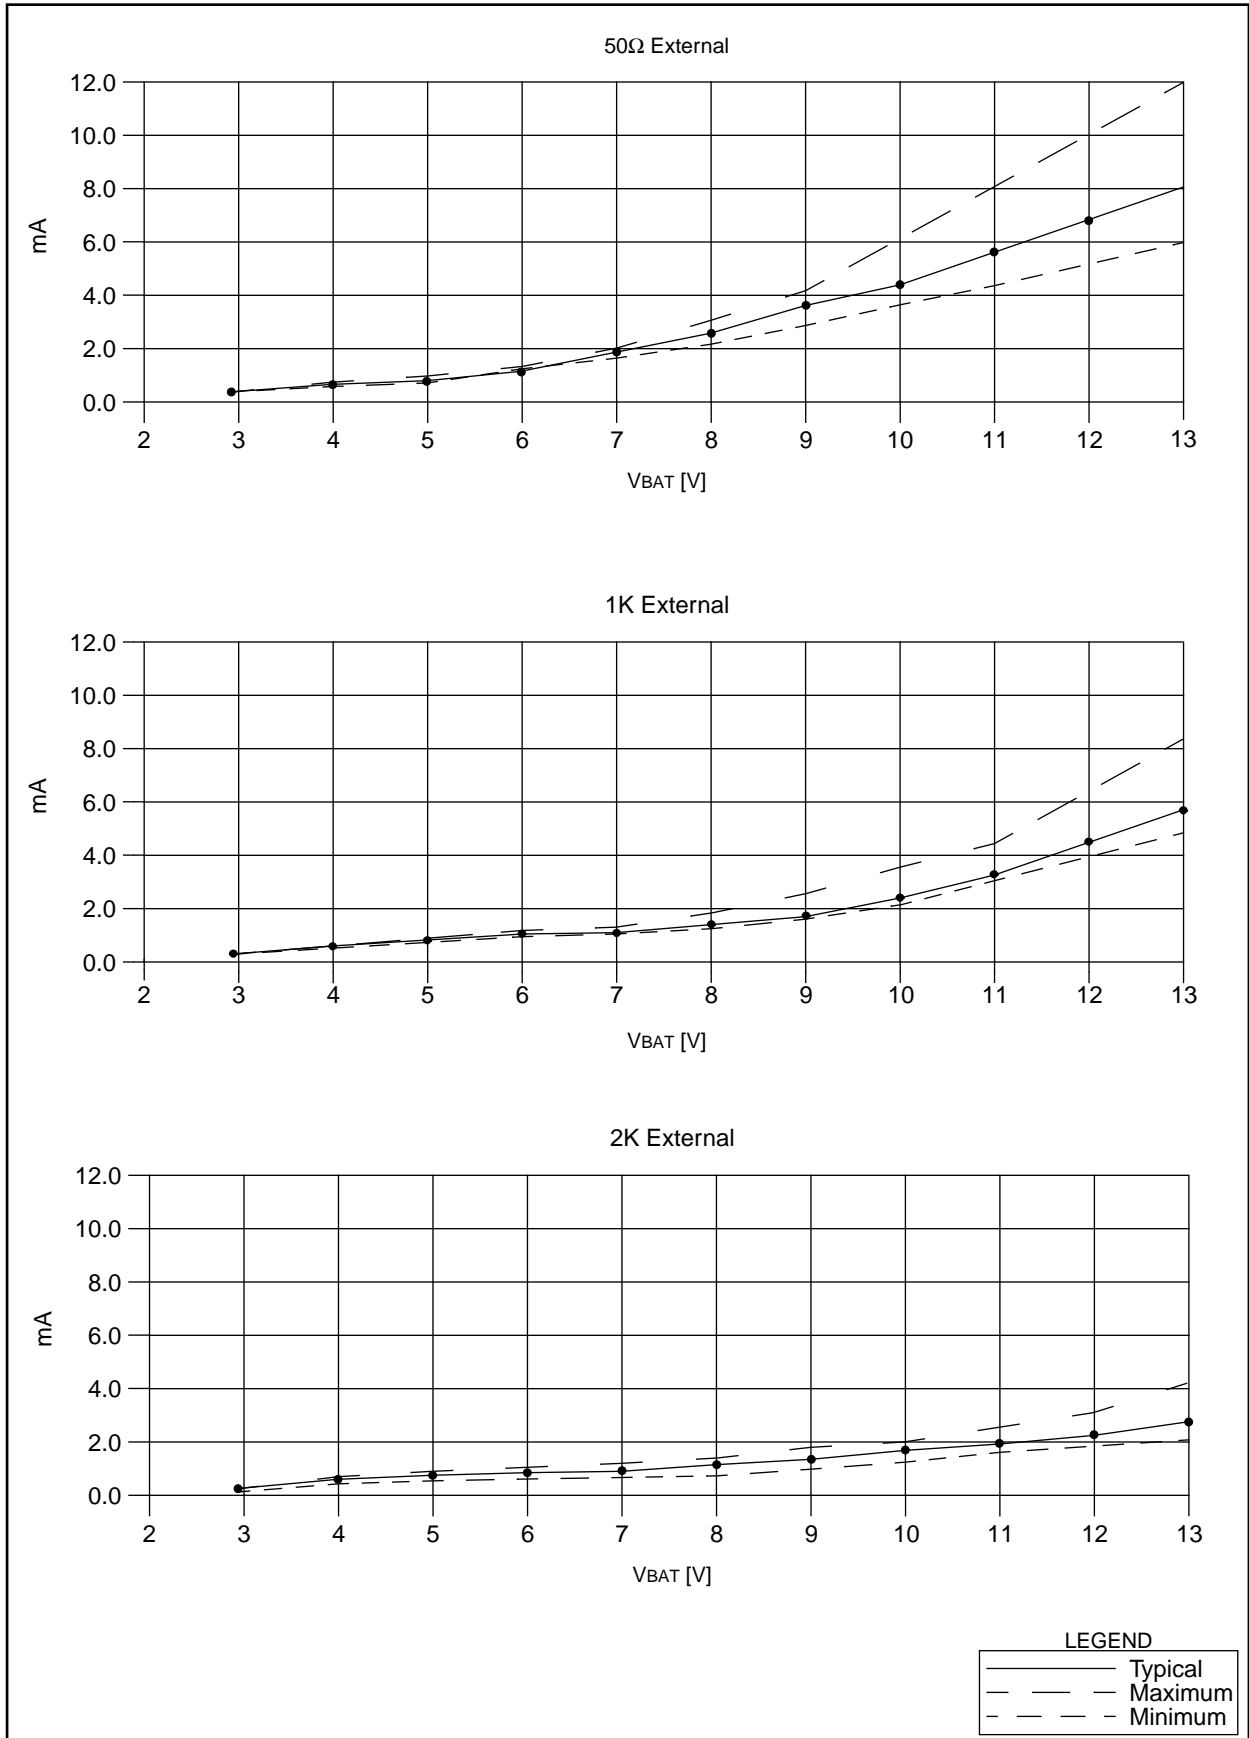 50Ω External
12.0
10.0
8.0
6.0
4.0
2.0
0.0
mA
2 3 4 5 6 7 8 9 10 11 12 13
VBAT [V]
1K External
12.0
10.0
8.0
6.0
4.0
2.0
0.0
mA
2 3 4 5 6 7 8 9 10 11 12 13
VBAT [V]
2K External
12.0
10.0
8.0
6.0
4.0
2.0
0.0
mA
2 3 4 5 6 7 8 9 10 11 12 13
VBAT [V]
LEGEND
Typical
Maximum
Minimum